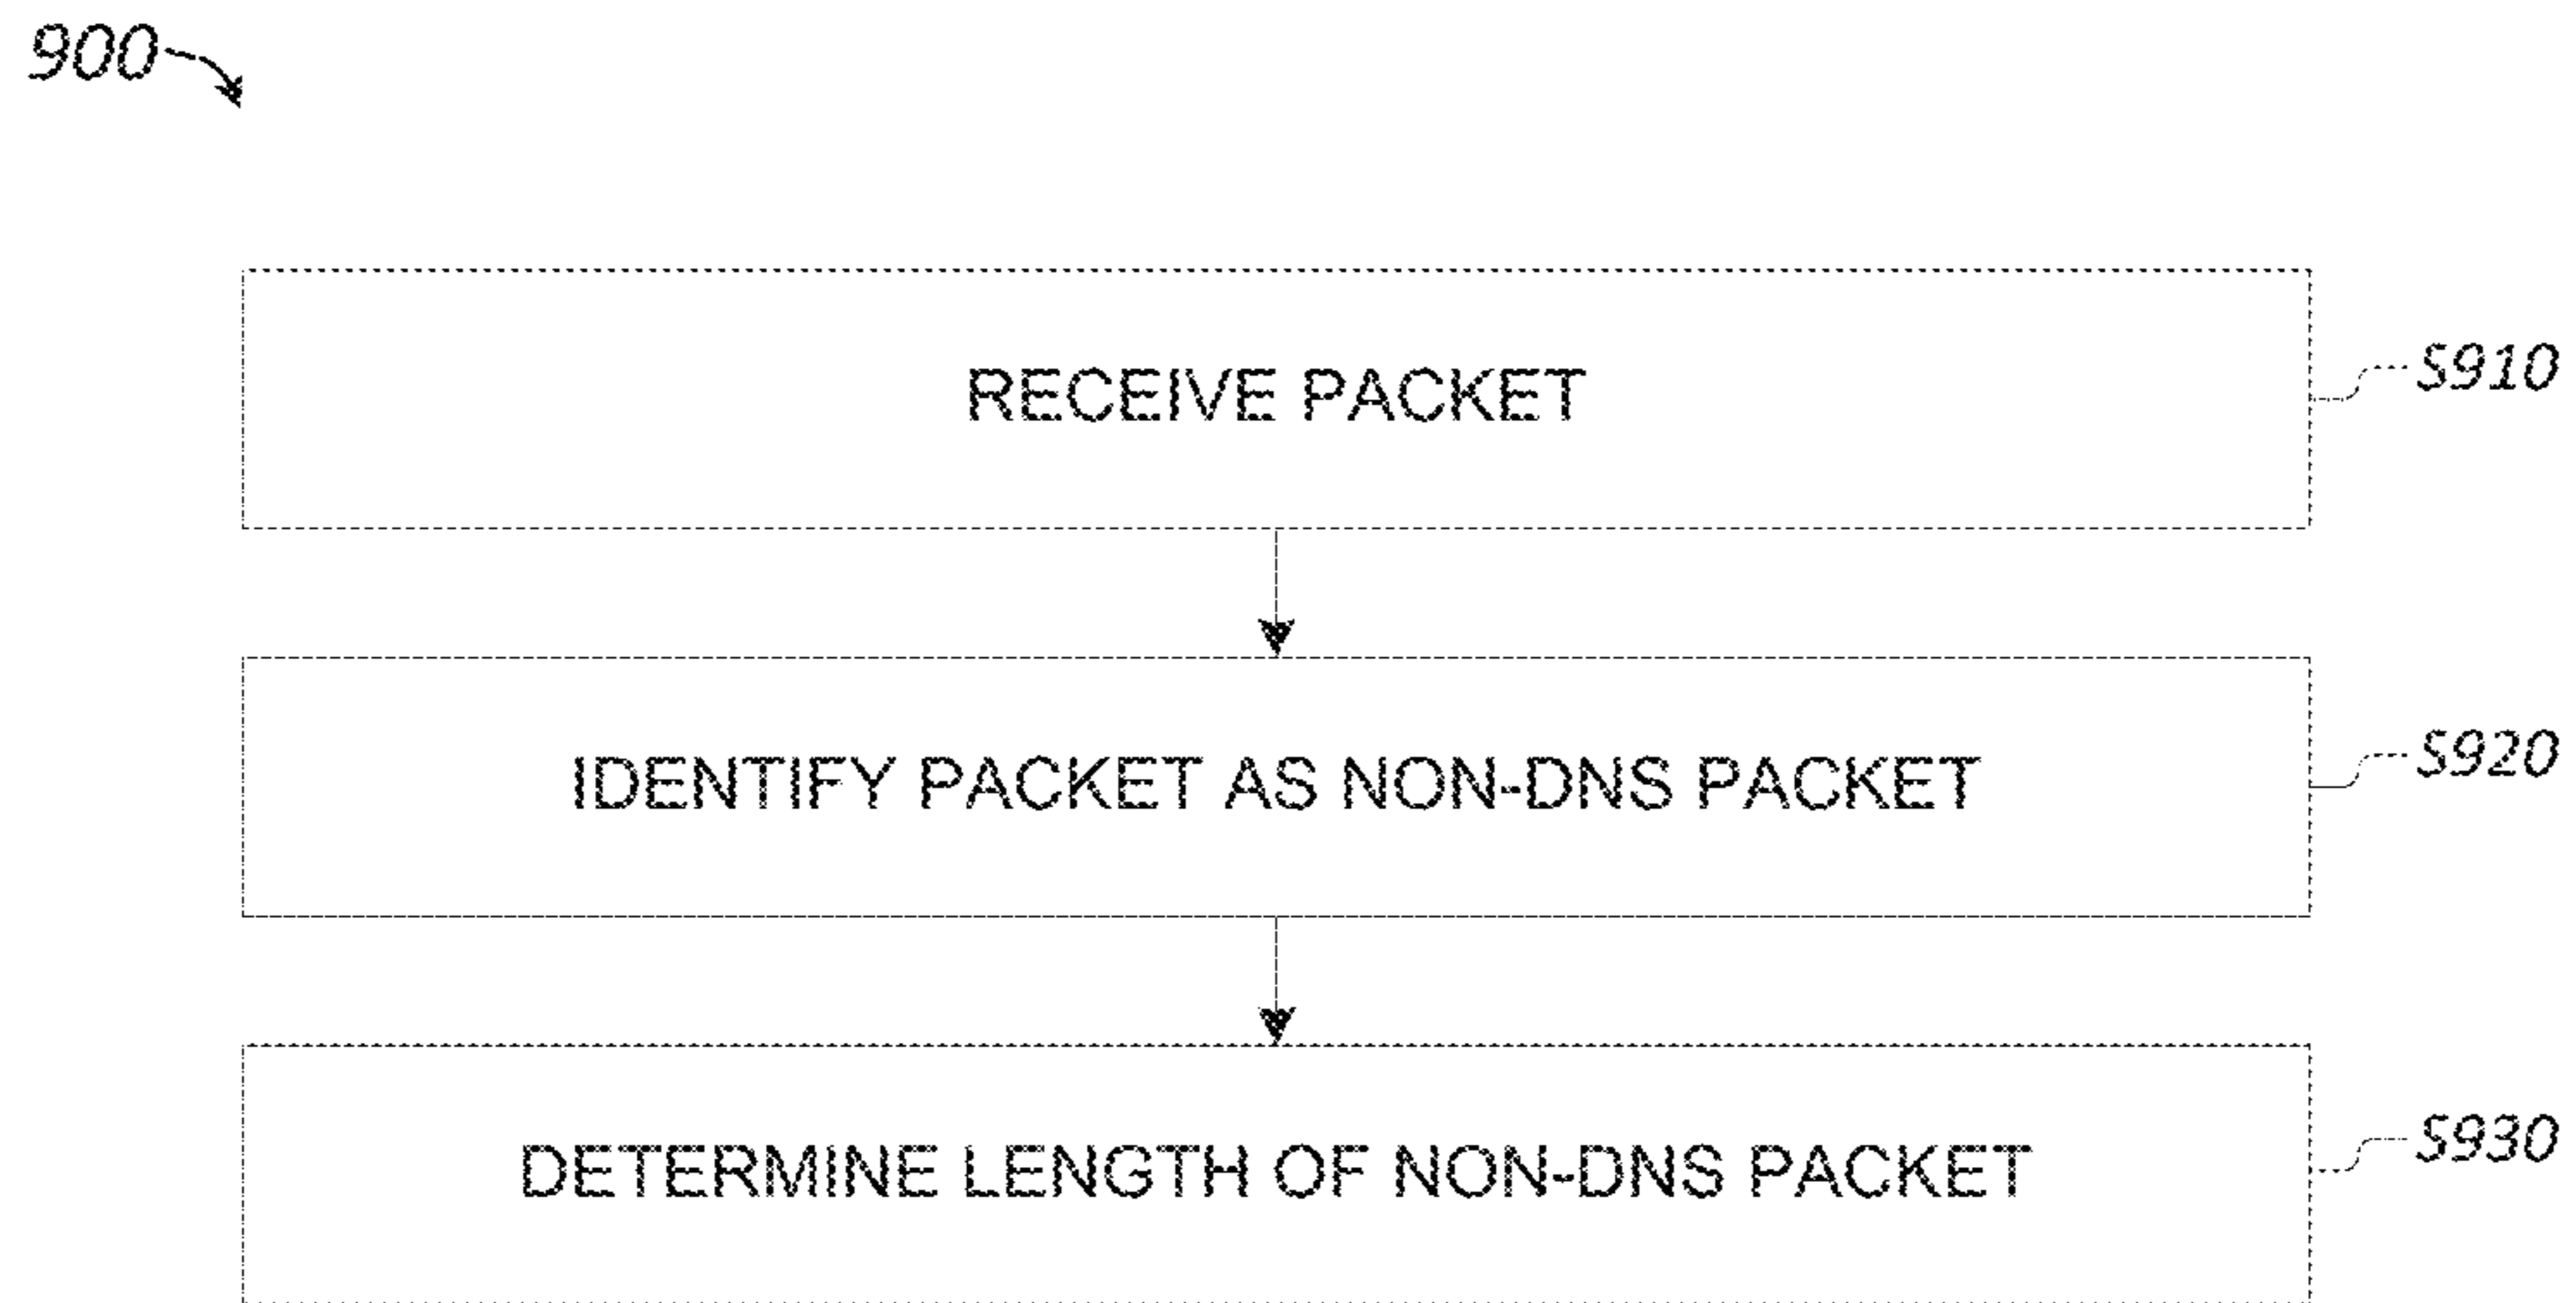 900
RECEIVE PACKET
S910
IDENTIFY PACKET AS NON-DNS PACKET
S920
DETERMINE LENGTH OF NON-DNS PACKET
S930